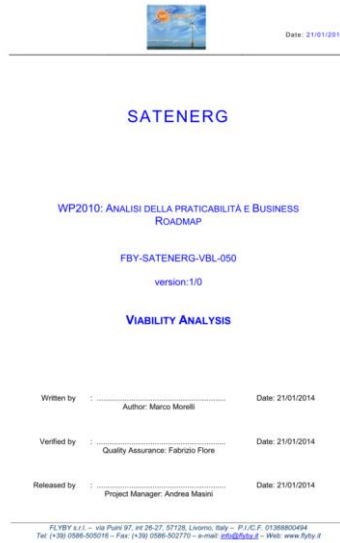 Date: 21/01/201
SATENERG
WP2010: ANALISI DELLA PRATICABILITÀ E BUSINESS
ROADMAP
FBY-SATENERG-VBL-050
version:1/0
VIABILITY ANALYSIS
Written by : ........................................................ Date: 21/01/2014
Author: Marco Morelli
Verified by : ........................................................ Date: 21/01/2014
Quality Assurance: Fabrizio Flore
Released by : ........................................................ Date: 21/01/2014
Project Manager: Andrea Masini
FLYBY s.r.l. – via Puini 97, int 26-27, 57128, Livorno, Italy – P.I./C.F. 01368800494
Tel: (+39) 0586-505016 – Fax: (+39) 0586-502770 – e-mail: info@flyby.it – Web: www.flyby.it